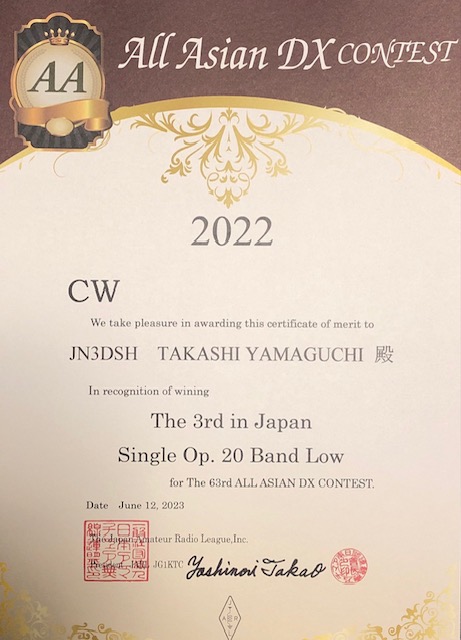 AA
All Asian DX CONTEST
2022
CW
We take pleasure in awarding this certificate of merit to
JN3DSH TAKASHI YAMAGUCHI 殿
In recognition of wining
The 3rd in Japan
Single Op. 20 Band Low
for The 63rd ALL ASIAN DX CONTEST.
Date June 12, 2023
The Japan Amateur Radio League, Inc.
JG1KTC Yoshinori Takao